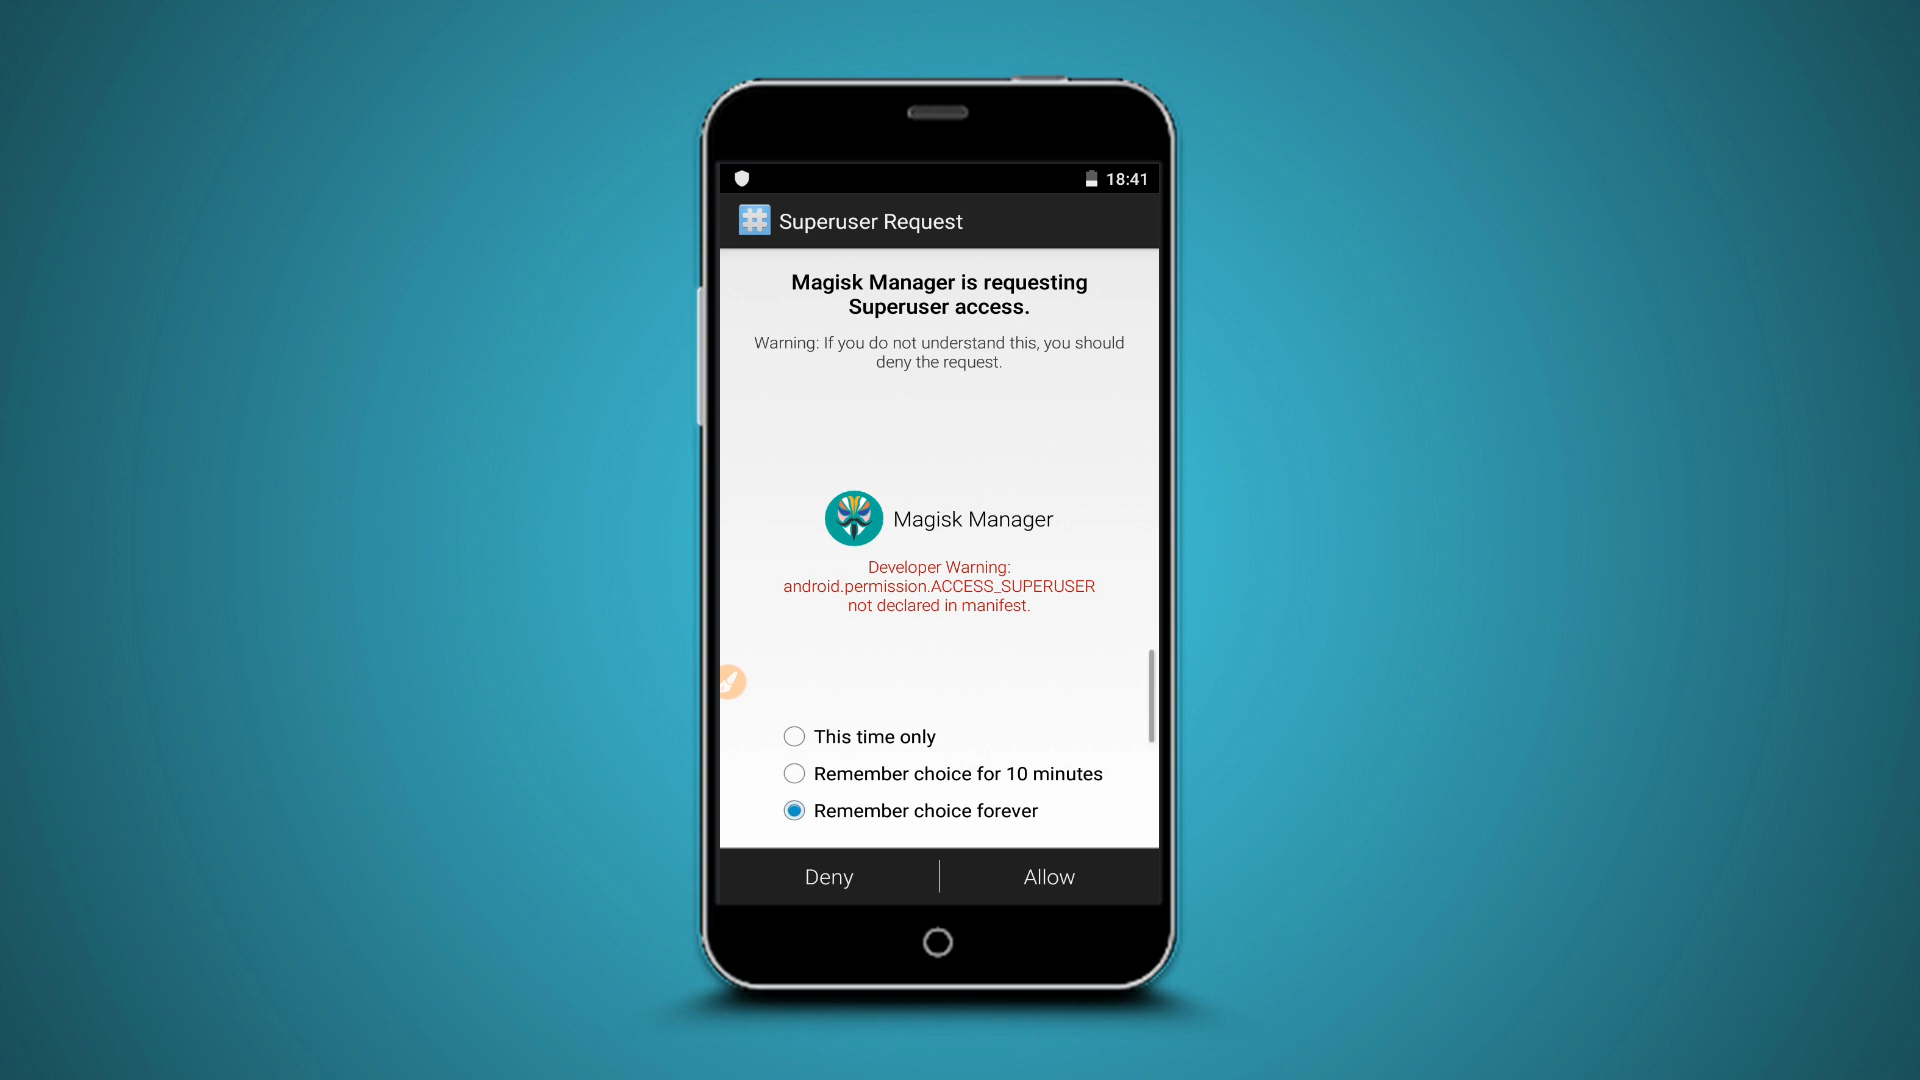 18:41
Superuser Request
Magisk Manager is requesting
Superuser access.
Warning: If you do not understand this, you should
deny the request.
Magisk Manager
Developer Warning:
android.permission.ACCESS_SUPERUSER
not declared in manifest.
This time only
Remember choice for 10 minutes
Remember choice forever
Deny
Allow